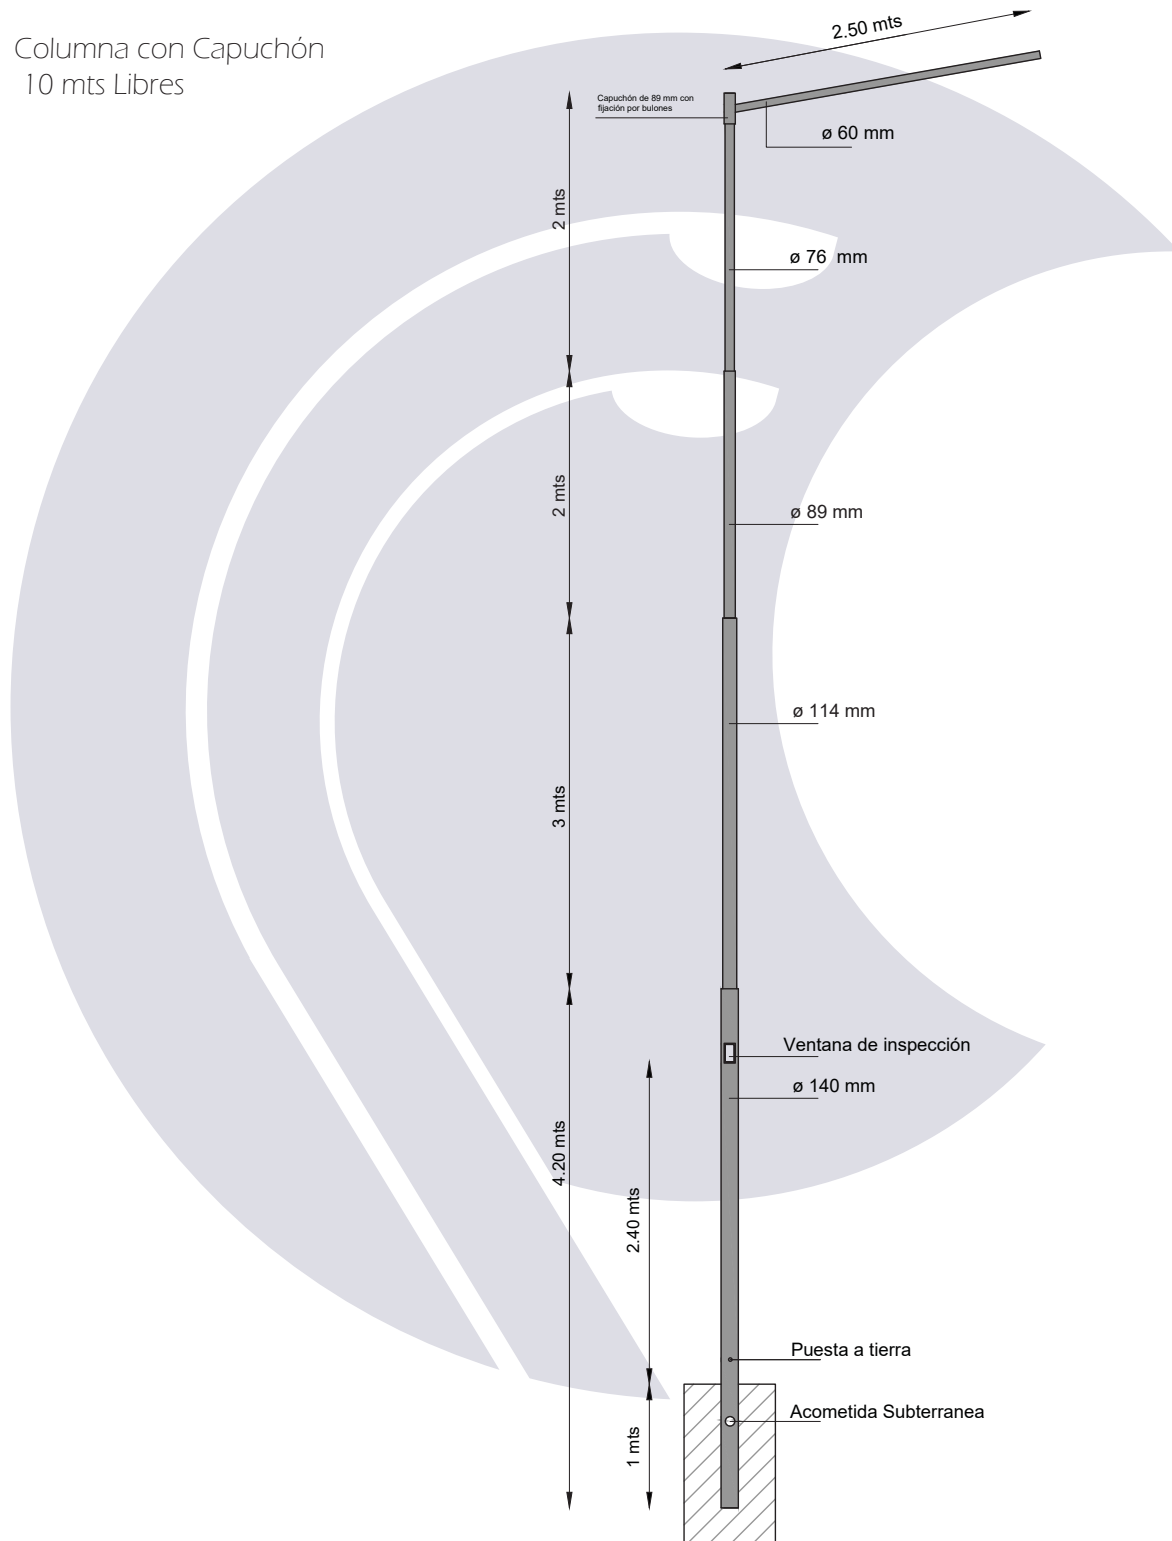 Columna con Capuchón
10 mts Libres
2.50 mts
Capuchón de 89 mm con
fijación por bulones
ø 60 mm
2 mts
ø 76 mm
2 mts
ø 89 mm
ø 114 mm
3 mts
Ventana de inspección
ø 140 mm
4.20 mts
2.40 mts
Puesta a tierra
Acometida Subterranea
1 mts